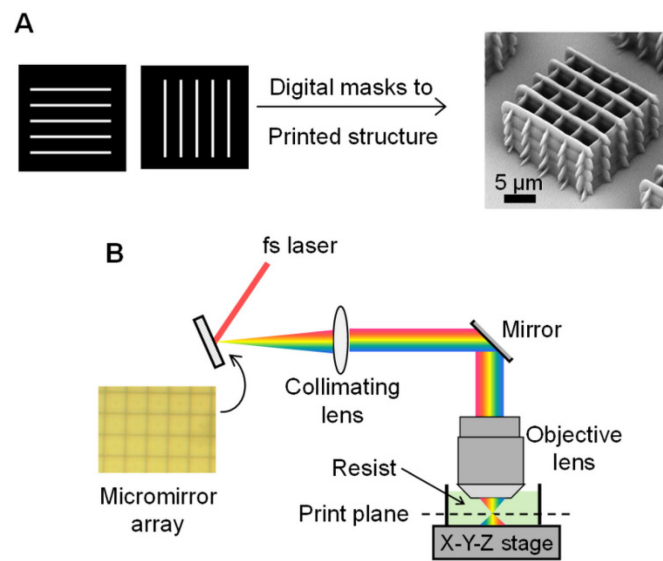 A
Digital masks to
Printed structure
5 µm
B
fs laser
Mirror
Collimating
lens
Objective
lens
Resist
Print plane
Micromirror
array
X-Y-Z stage